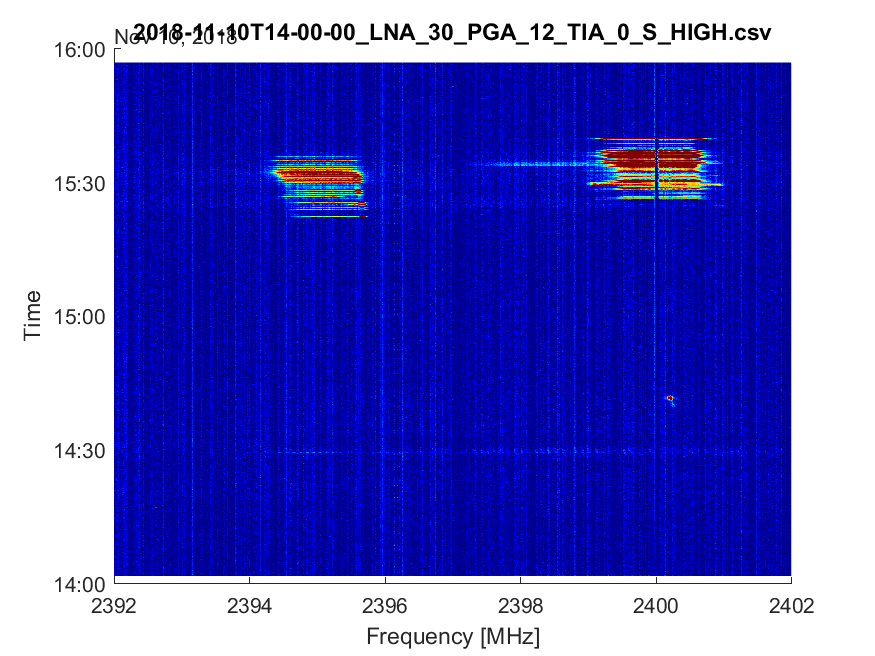 2018-11-10T14-00-00_LNA_30_PGA_12_TIA_0_S_HIGH.csv
Nov 10, 2018
16:00
15:30
15:00
14:30
14:00
Time
2392 2394 2396 2398 2400 2402
Frequency [MHz]